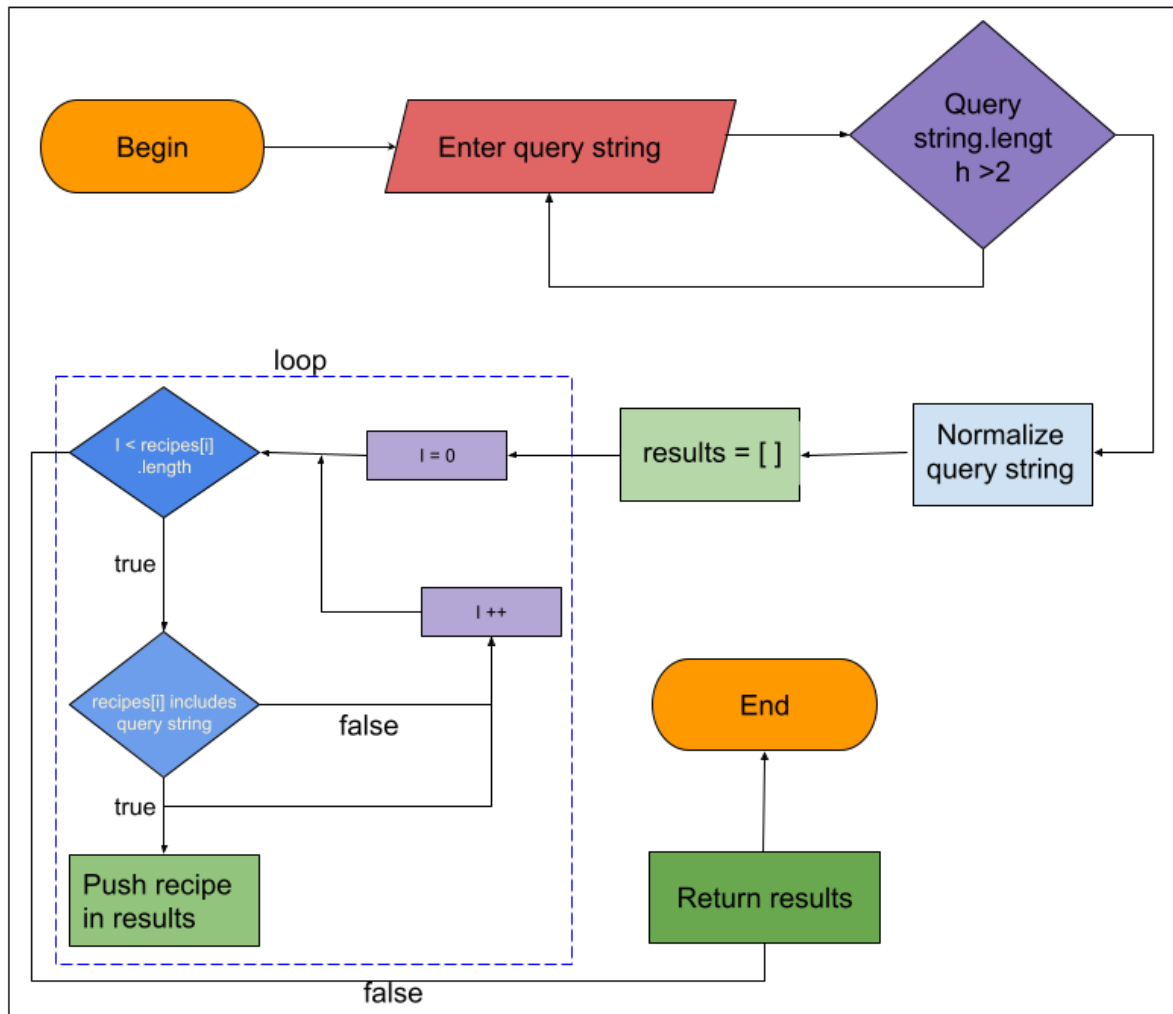 Begin
Enter query string
Query
string.lengt
h >2
loop
I < recipes[i]
.length
I = 0
results = [ ]
Normalize
query string
true
I ++
recipes[i] includes
query string
false
End
true
Push recipe
in results
Return results
false